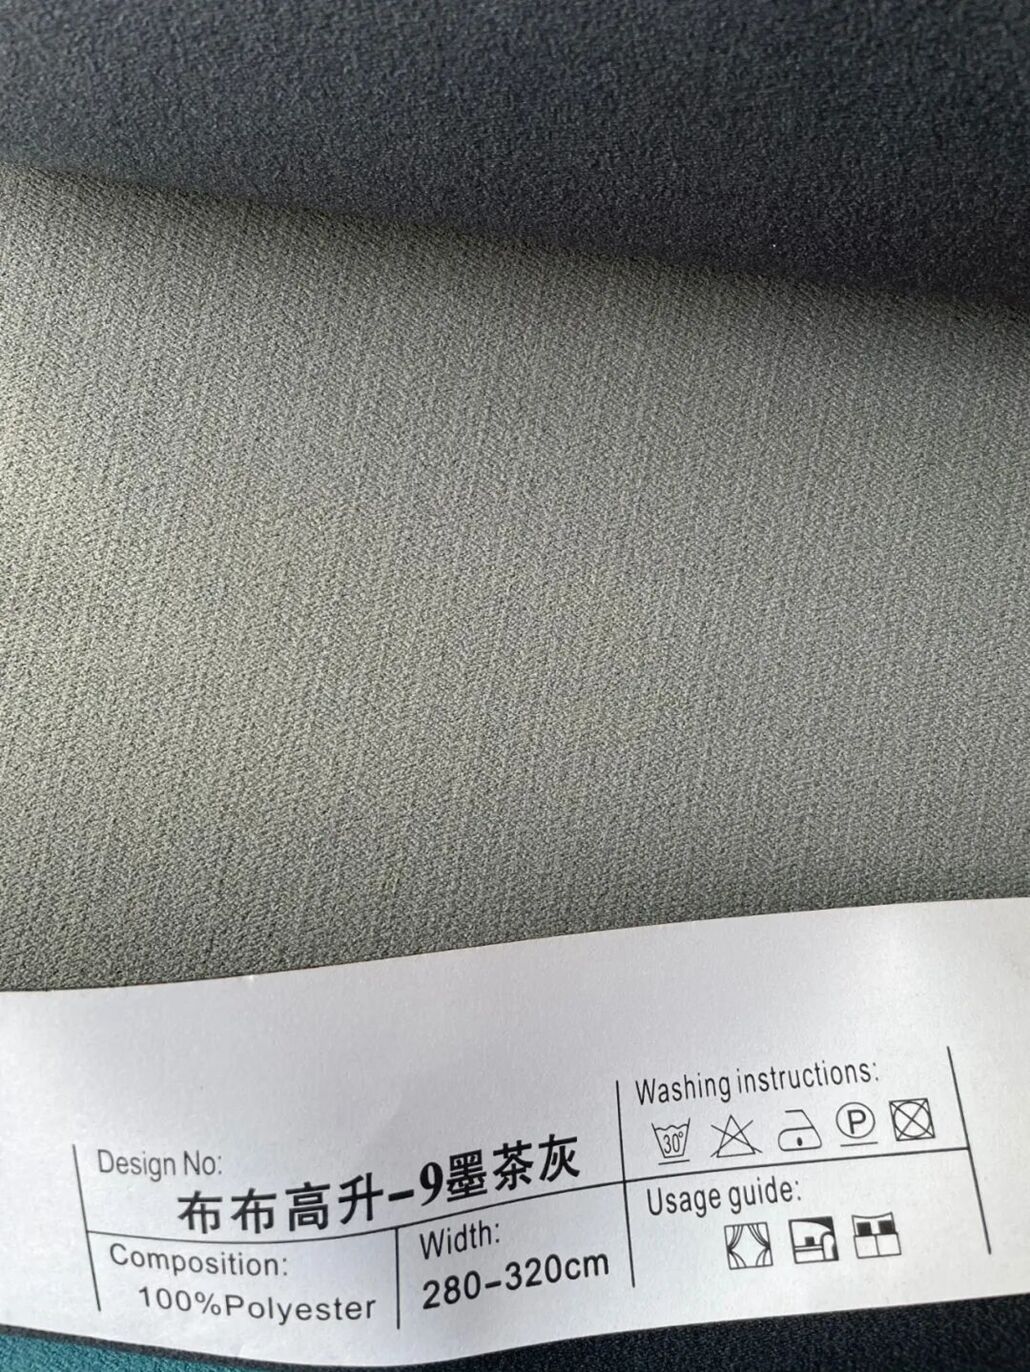 Design No:
布布高升-9墨茶灰
Composition:
100%Polyester
Width:
280-320cm
Washing instructions:
30°
P
Usage guide: